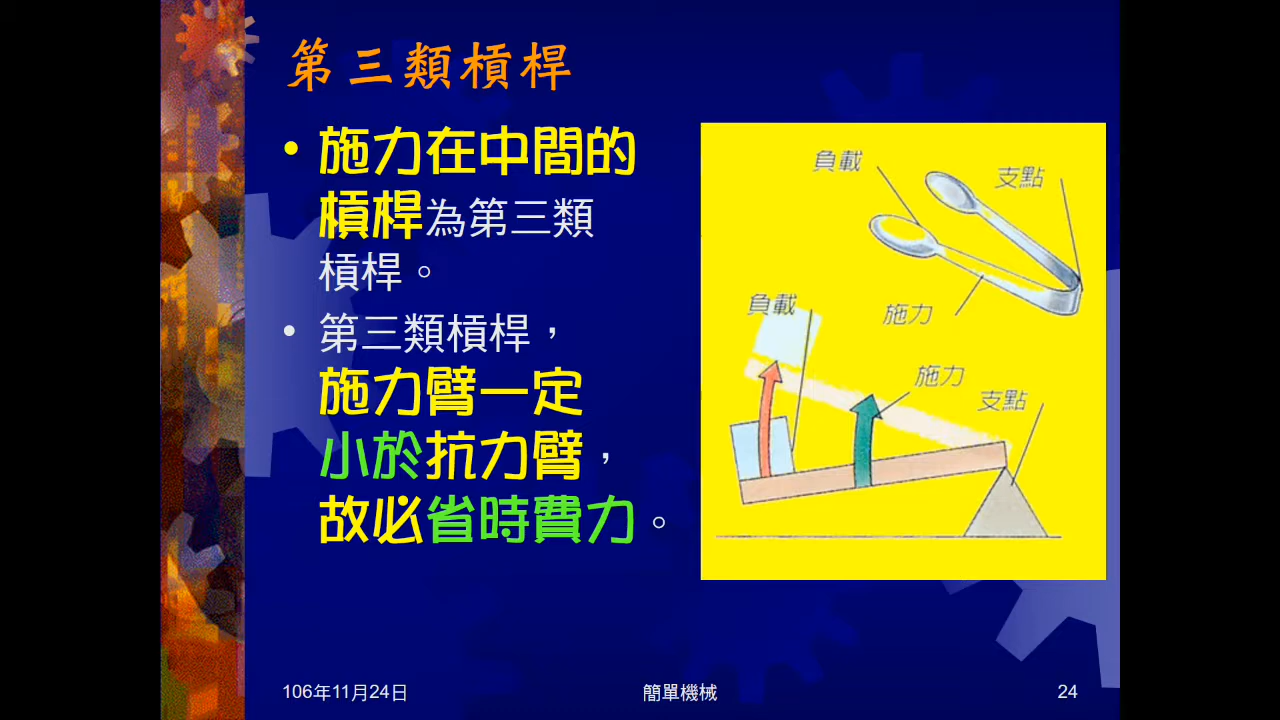 第三類槓桿
• 施力在中間的
槓桿為第三類
槓桿。
• 第三類槓桿，
施力臂一定
小於抗力臂，
故必省時費力。
負載
支點
施力
負載
施力
支點
106年11月24日
簡單機械
24